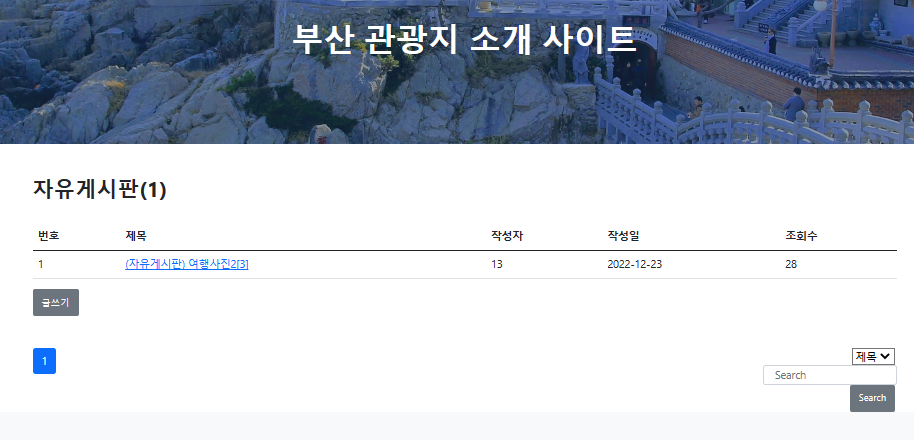 부산 관광지 소개 사이트
자유게시판(1)
번호 제목 작성자 작성일 조회수
1 (자유게시판) 여행사진2[3] 13 2022-12-23 28
글쓰기
1 제목
Search
Search